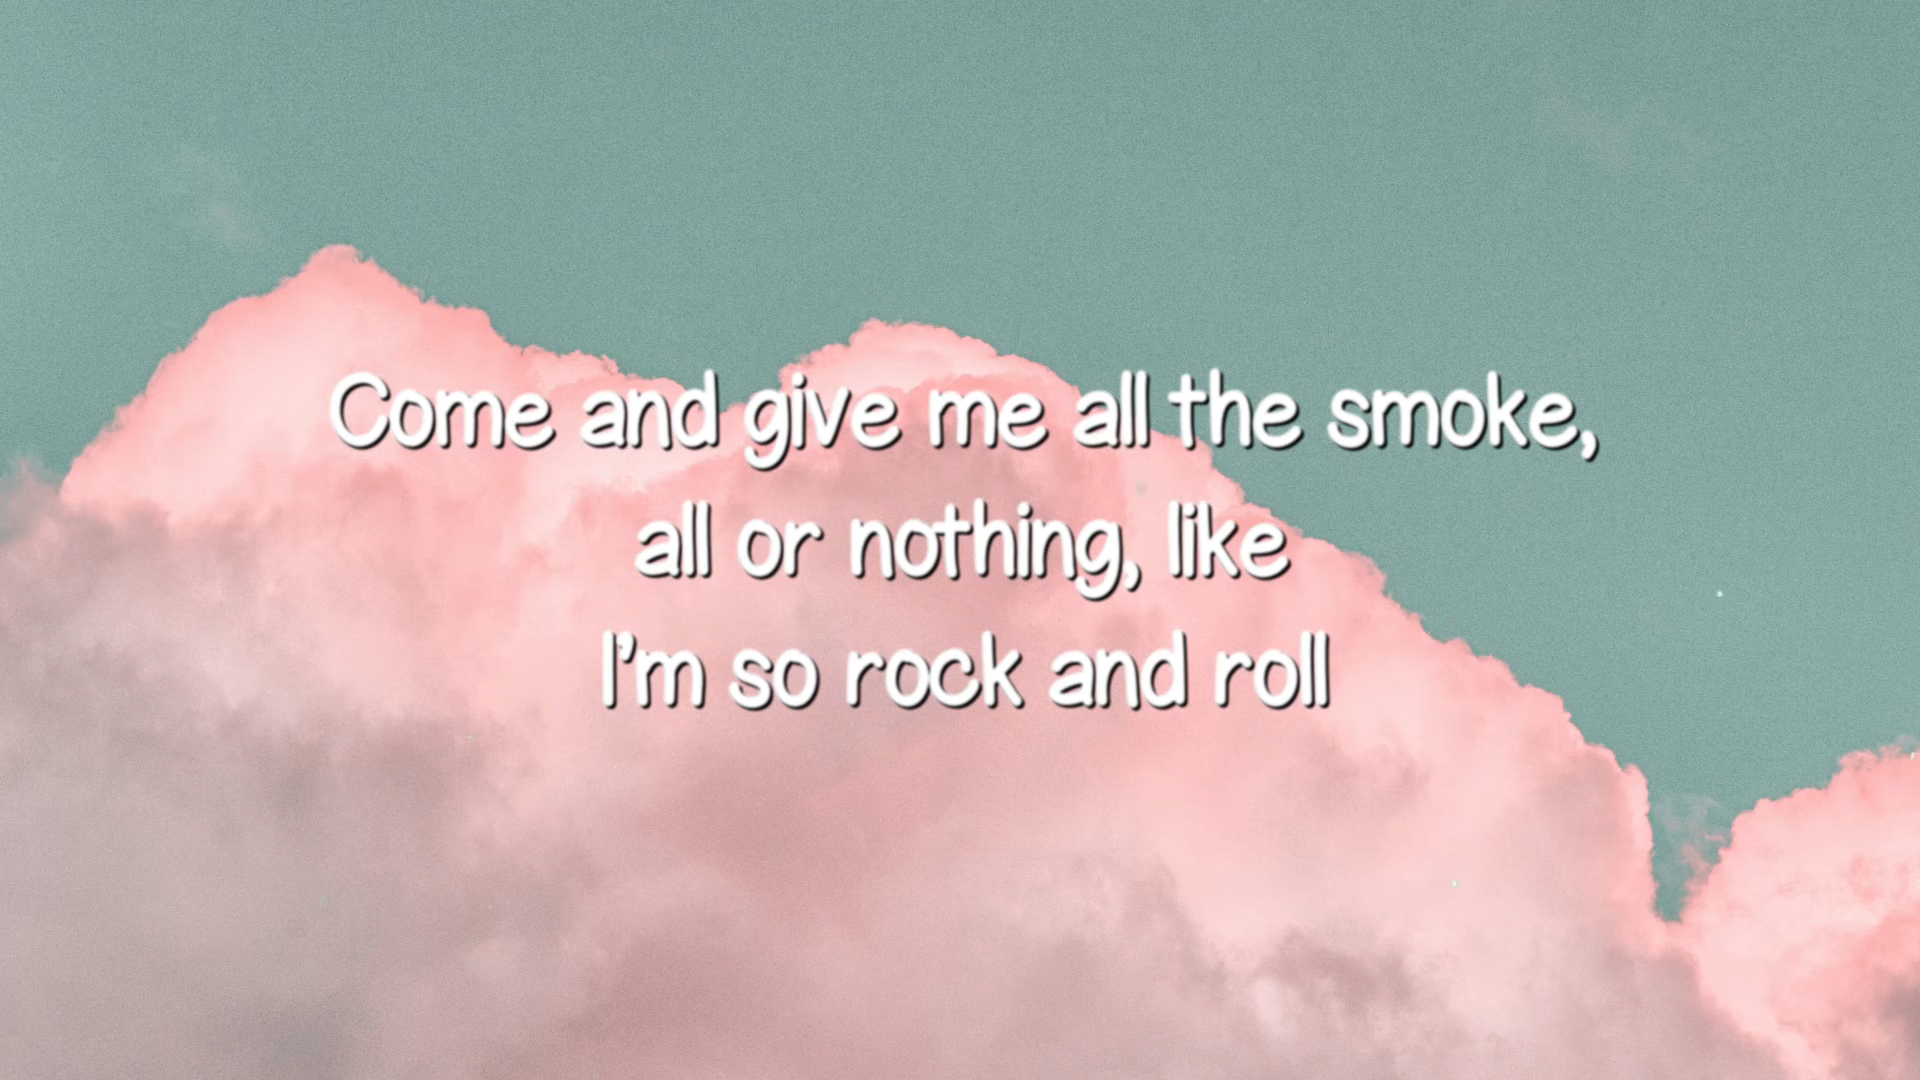 Come and give me all the smoke,
all or nothing, like
I'm so rock and roll